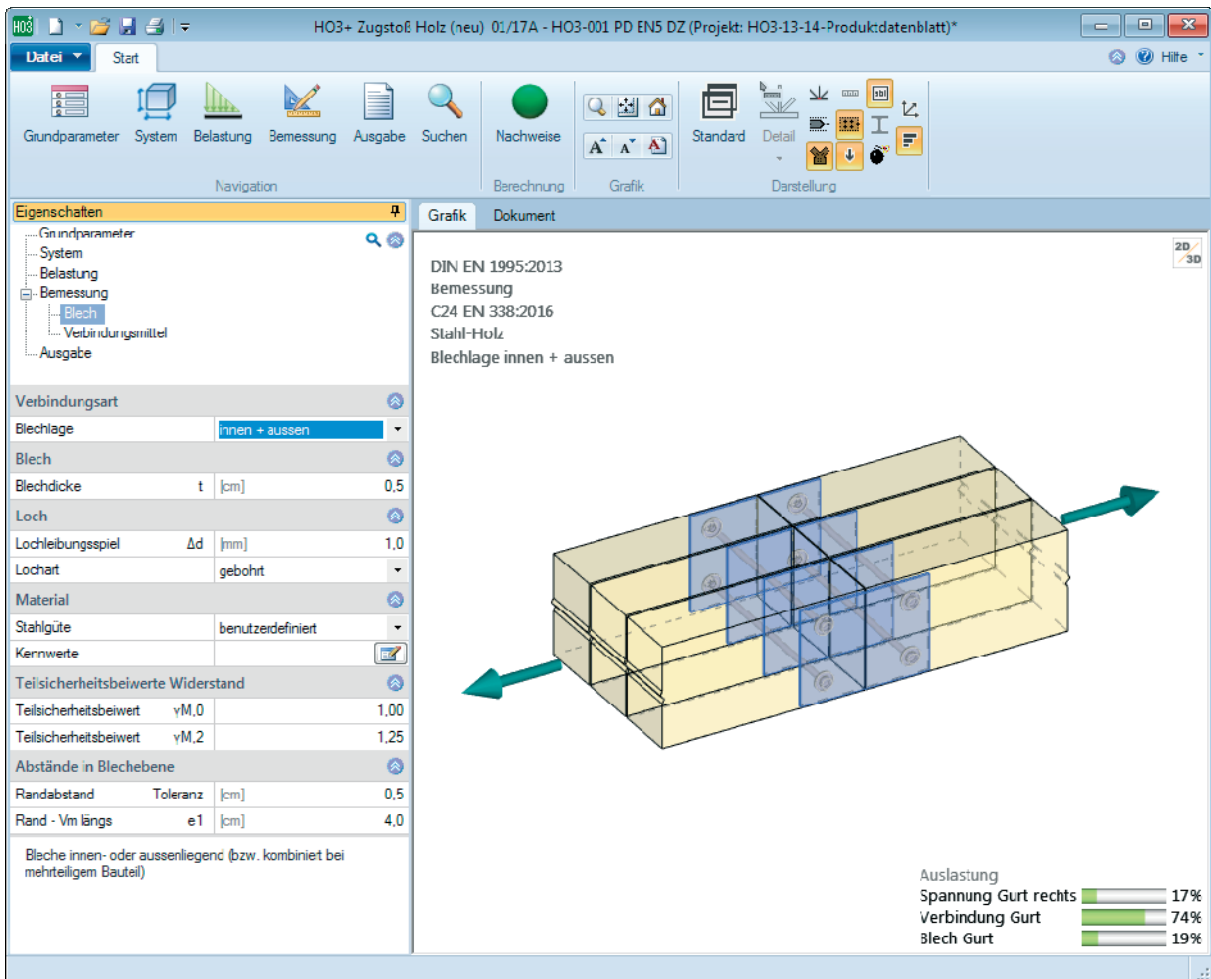 HO3 HO3+ Zugstoß Holz (neu) 01/17A - HO3-001 PD EN5 DZ (Projekt: HO3-13-14-Produktdatenblatt)*
Datei Start Hilfe
Grundparameter System Belastung Bemessung Ausgabe Suchen Nachweise Standard Detail
Navigation Berechnung Grafik Darstellung
Eigenschaften
Grundparameter
System
Belastung
Bemessung
Blech
Verbindungsmittel
Ausgabe
Verbindungsart
Blechlage innen + aussen
Blech
Blechdicke t [cm] 0,5
Loch
Lochleibungsspiel Δd [mm] 1,0
Lochart gebohrt
Material
Stahlgüte benutzerdefiniert
Kennwerte
Teilsicherheitsbeiwerte Widerstand
Teilsicherheitsbeiwert γM,0 1,00
Teilsicherheitsbeiwert γM,2 1,25
Abstände in Blechebene
Randabstand Toleranz [cm] 0,5
Rand - Vm längs e1 [cm] 4,0
Bleche innen- oder aussenliegend (bzw. kombiniert bei
mehrteiligem Bauteil)
Grafik Dokument
2D/3D
DIN EN 1995:2013
Bemessung
C24 EN 338:2016
Stahl-Holz
Blechlage innen + aussen
Auslastung
Spannung Gurt rechts 17%
Verbindung Gurt 74%
Blech Gurt 19%